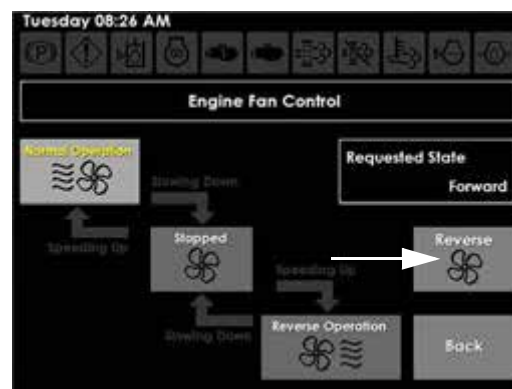 Tuesday 08:26 AM
Engine Fan Control
Normal Operation
Requested State
Forward
Slowing Down
Speeding Up
Stopped
Reverse
Speeding Up
Slowing Down
Reverse Operation
Back